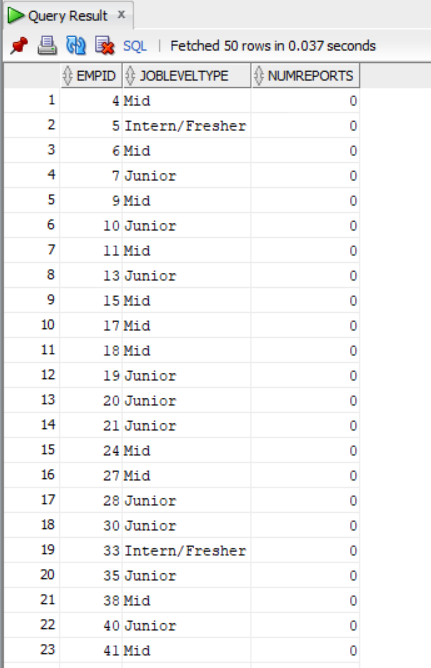 Query Result x
SQL | Fetched 50 rows in 0.037 seconds
EMPID JOBLEVELTYPE NUMREPORTS
1 4 Mid 0
2 5 Intern/Fresher 0
3 6 Mid 0
4 7 Junior 0
5 9 Mid 0
6 10 Junior 0
7 11 Mid 0
8 13 Junior 0
9 15 Mid 0
10 17 Mid 0
11 18 Mid 0
12 19 Junior 0
13 20 Junior 0
14 21 Junior 0
15 24 Mid 0
16 27 Mid 0
17 28 Junior 0
18 30 Junior 0
19 33 Intern/Fresher 0
20 35 Junior 0
21 38 Mid 0
22 40 Junior 0
23 41 Mid 0